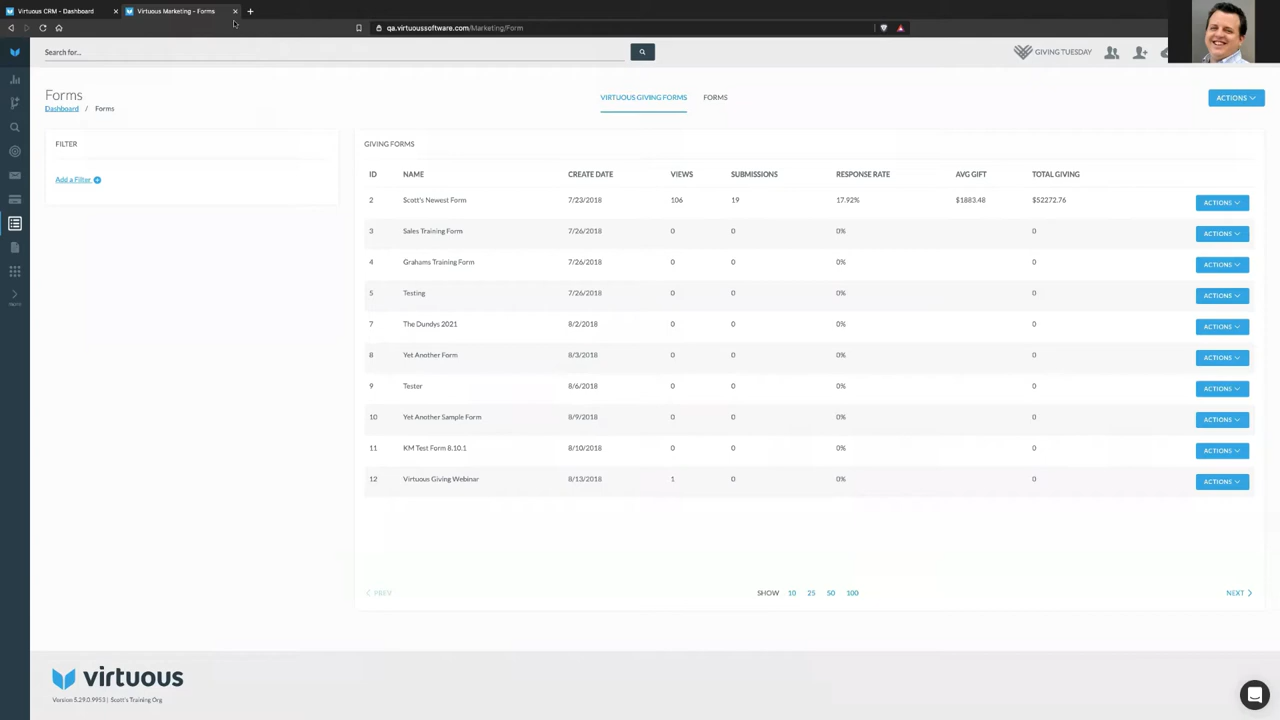 Virtuous CRM - Dashboard
Virtuous Marketing - Forms
qa.virtuoussoftware.com/Marketing/Form
Search for...
GIVING TUESDAY
Forms
Dashboard / Forms
VIRTUOUS GIVING FORMS FORMS
ACTIONS
FILTER
Add a Filter
GIVING FORMS
ID NAME CREATE DATE VIEWS SUBMISSIONS RESPONSE RATE AVG GIFT TOTAL GIVING
2 Scott's Newest Form 7/23/2018 106 19 17.92% $1883.48 $52272.76 ACTIONS
3 Sales Training Form 7/26/2018 0 0 0% 0 ACTIONS
4 Grahams Training Form 7/26/2018 0 0 0% 0 ACTIONS
5 Testing 7/26/2018 0 0 0% 0 ACTIONS
7 The Dundys 2021 8/2/2018 0 0 0% 0 ACTIONS
8 Yet Another Form 8/3/2018 0 0 0% 0 ACTIONS
9 Tester 8/6/2018 0 0 0% 0 ACTIONS
10 Yet Another Sample Form 8/9/2018 0 0 0% 0 ACTIONS
11 KM Test Form 8.10.1 8/10/2018 0 0 0% 0 ACTIONS
12 Virtuous Giving Webinar 8/13/2018 1 0 0% 0 ACTIONS
PREV
SHOW 10 25 50 100
NEXT
virtuous
Version 5.29.0.9953 | Scott's Training Org